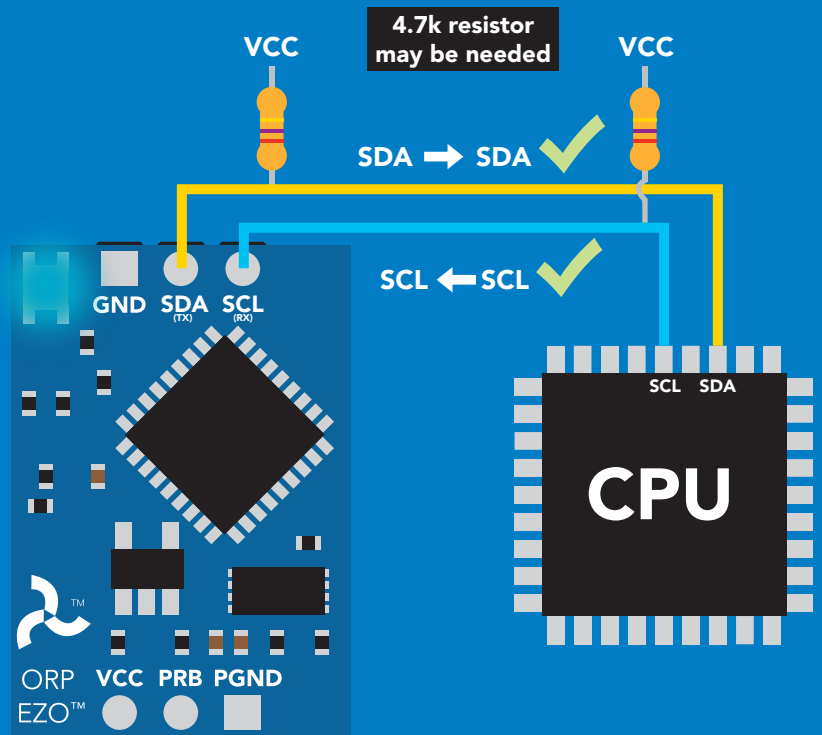 4.7k resistor
may be needed
VCC
VCC
SDA → SDA
SCL ← SCL
GND
SDA
(TX)
SCL
(RX)
SCL
SDA
CPU
TM
ORP
EZO™
VCC
PRB
PGND